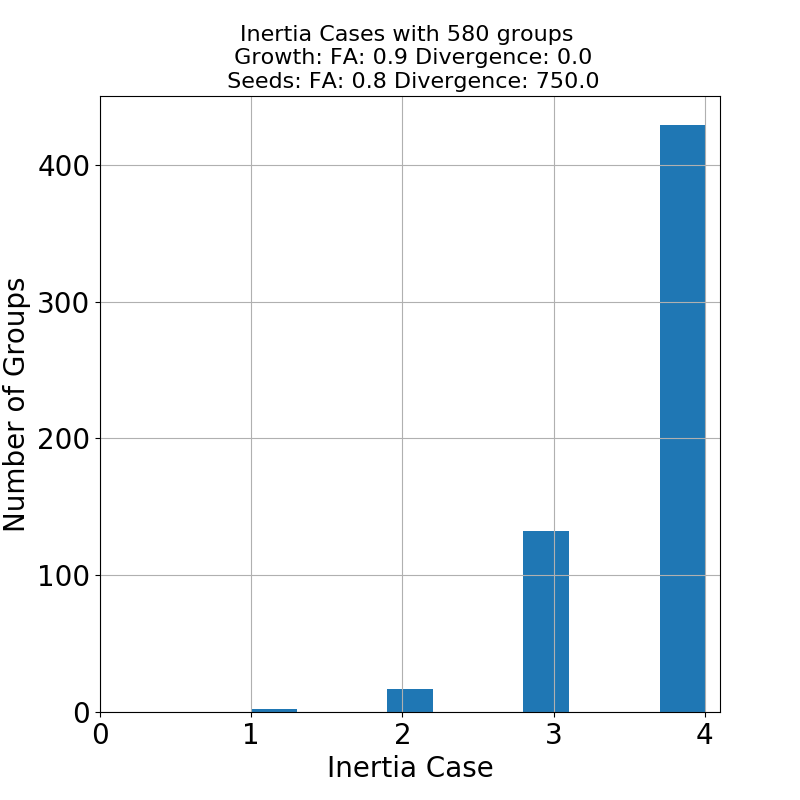 Inertia Cases with 580 groups
Growth: FA: 0.9 Divergence: 0.0
Seeds: FA: 0.8 Divergence: 750.0
Number of Groups
400
300
200
100
0
0 1 2 3 4
Inertia Case